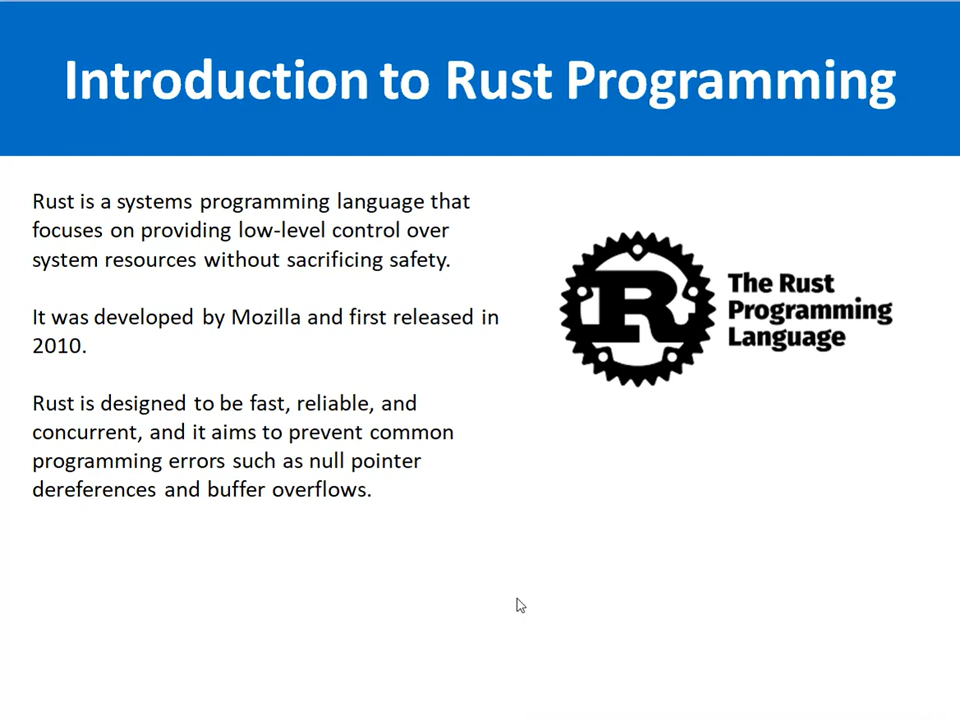 Introduction to Rust Programming
Rust is a systems programming language that
focuses on providing low-level control over
system resources without sacrificing safety.
It was developed by Mozilla and first released in
2010.
Rust is designed to be fast, reliable, and
concurrent, and it aims to prevent common
programming errors such as null pointer
dereferences and buffer overflows.
R
The Rust
Programming
Language